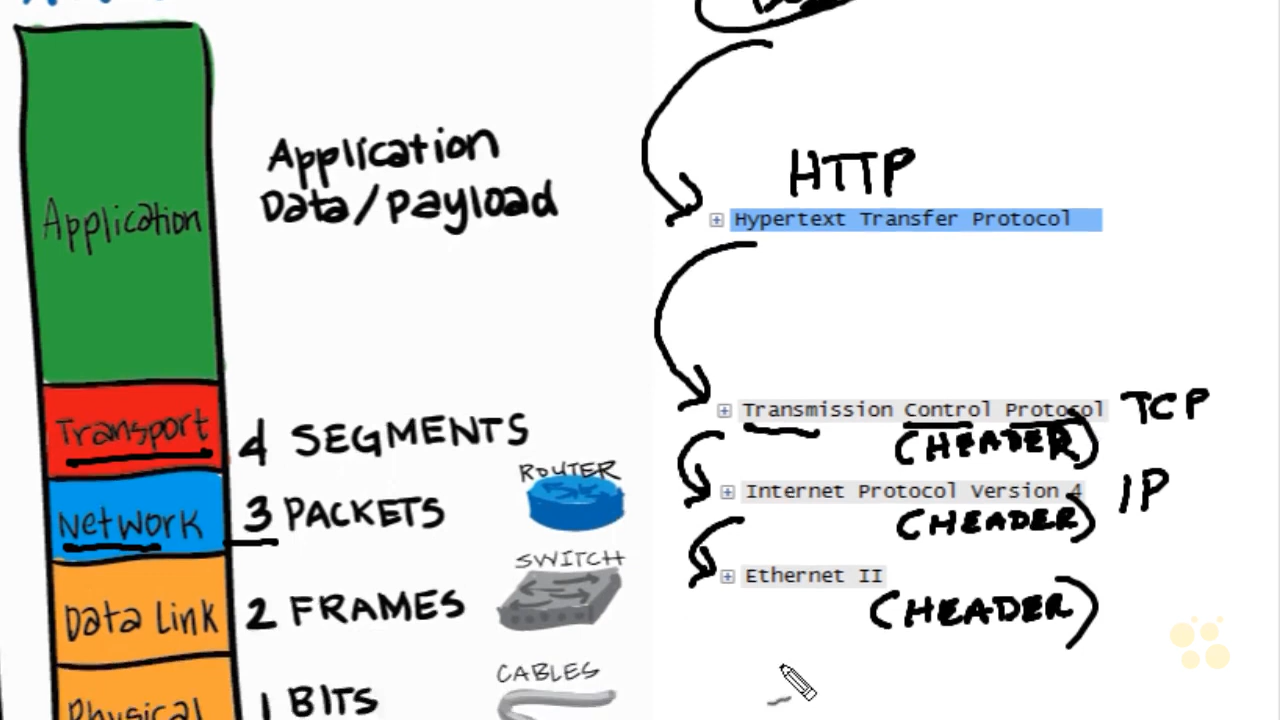 Application
Data/Payload
Application
HTTP
Hypertext Transfer Protocol
Transmission Control Protocol TCP
(HEADER)
Transport
4 SEGMENTS
ROUTER
Internet Protocol Version 4 IP
(HEADER)
Network
3 PACKETS
SWITCH
Ethernet II
(HEADER)
Data Link
2 FRAMES
CABLES
Physical
1 BITS